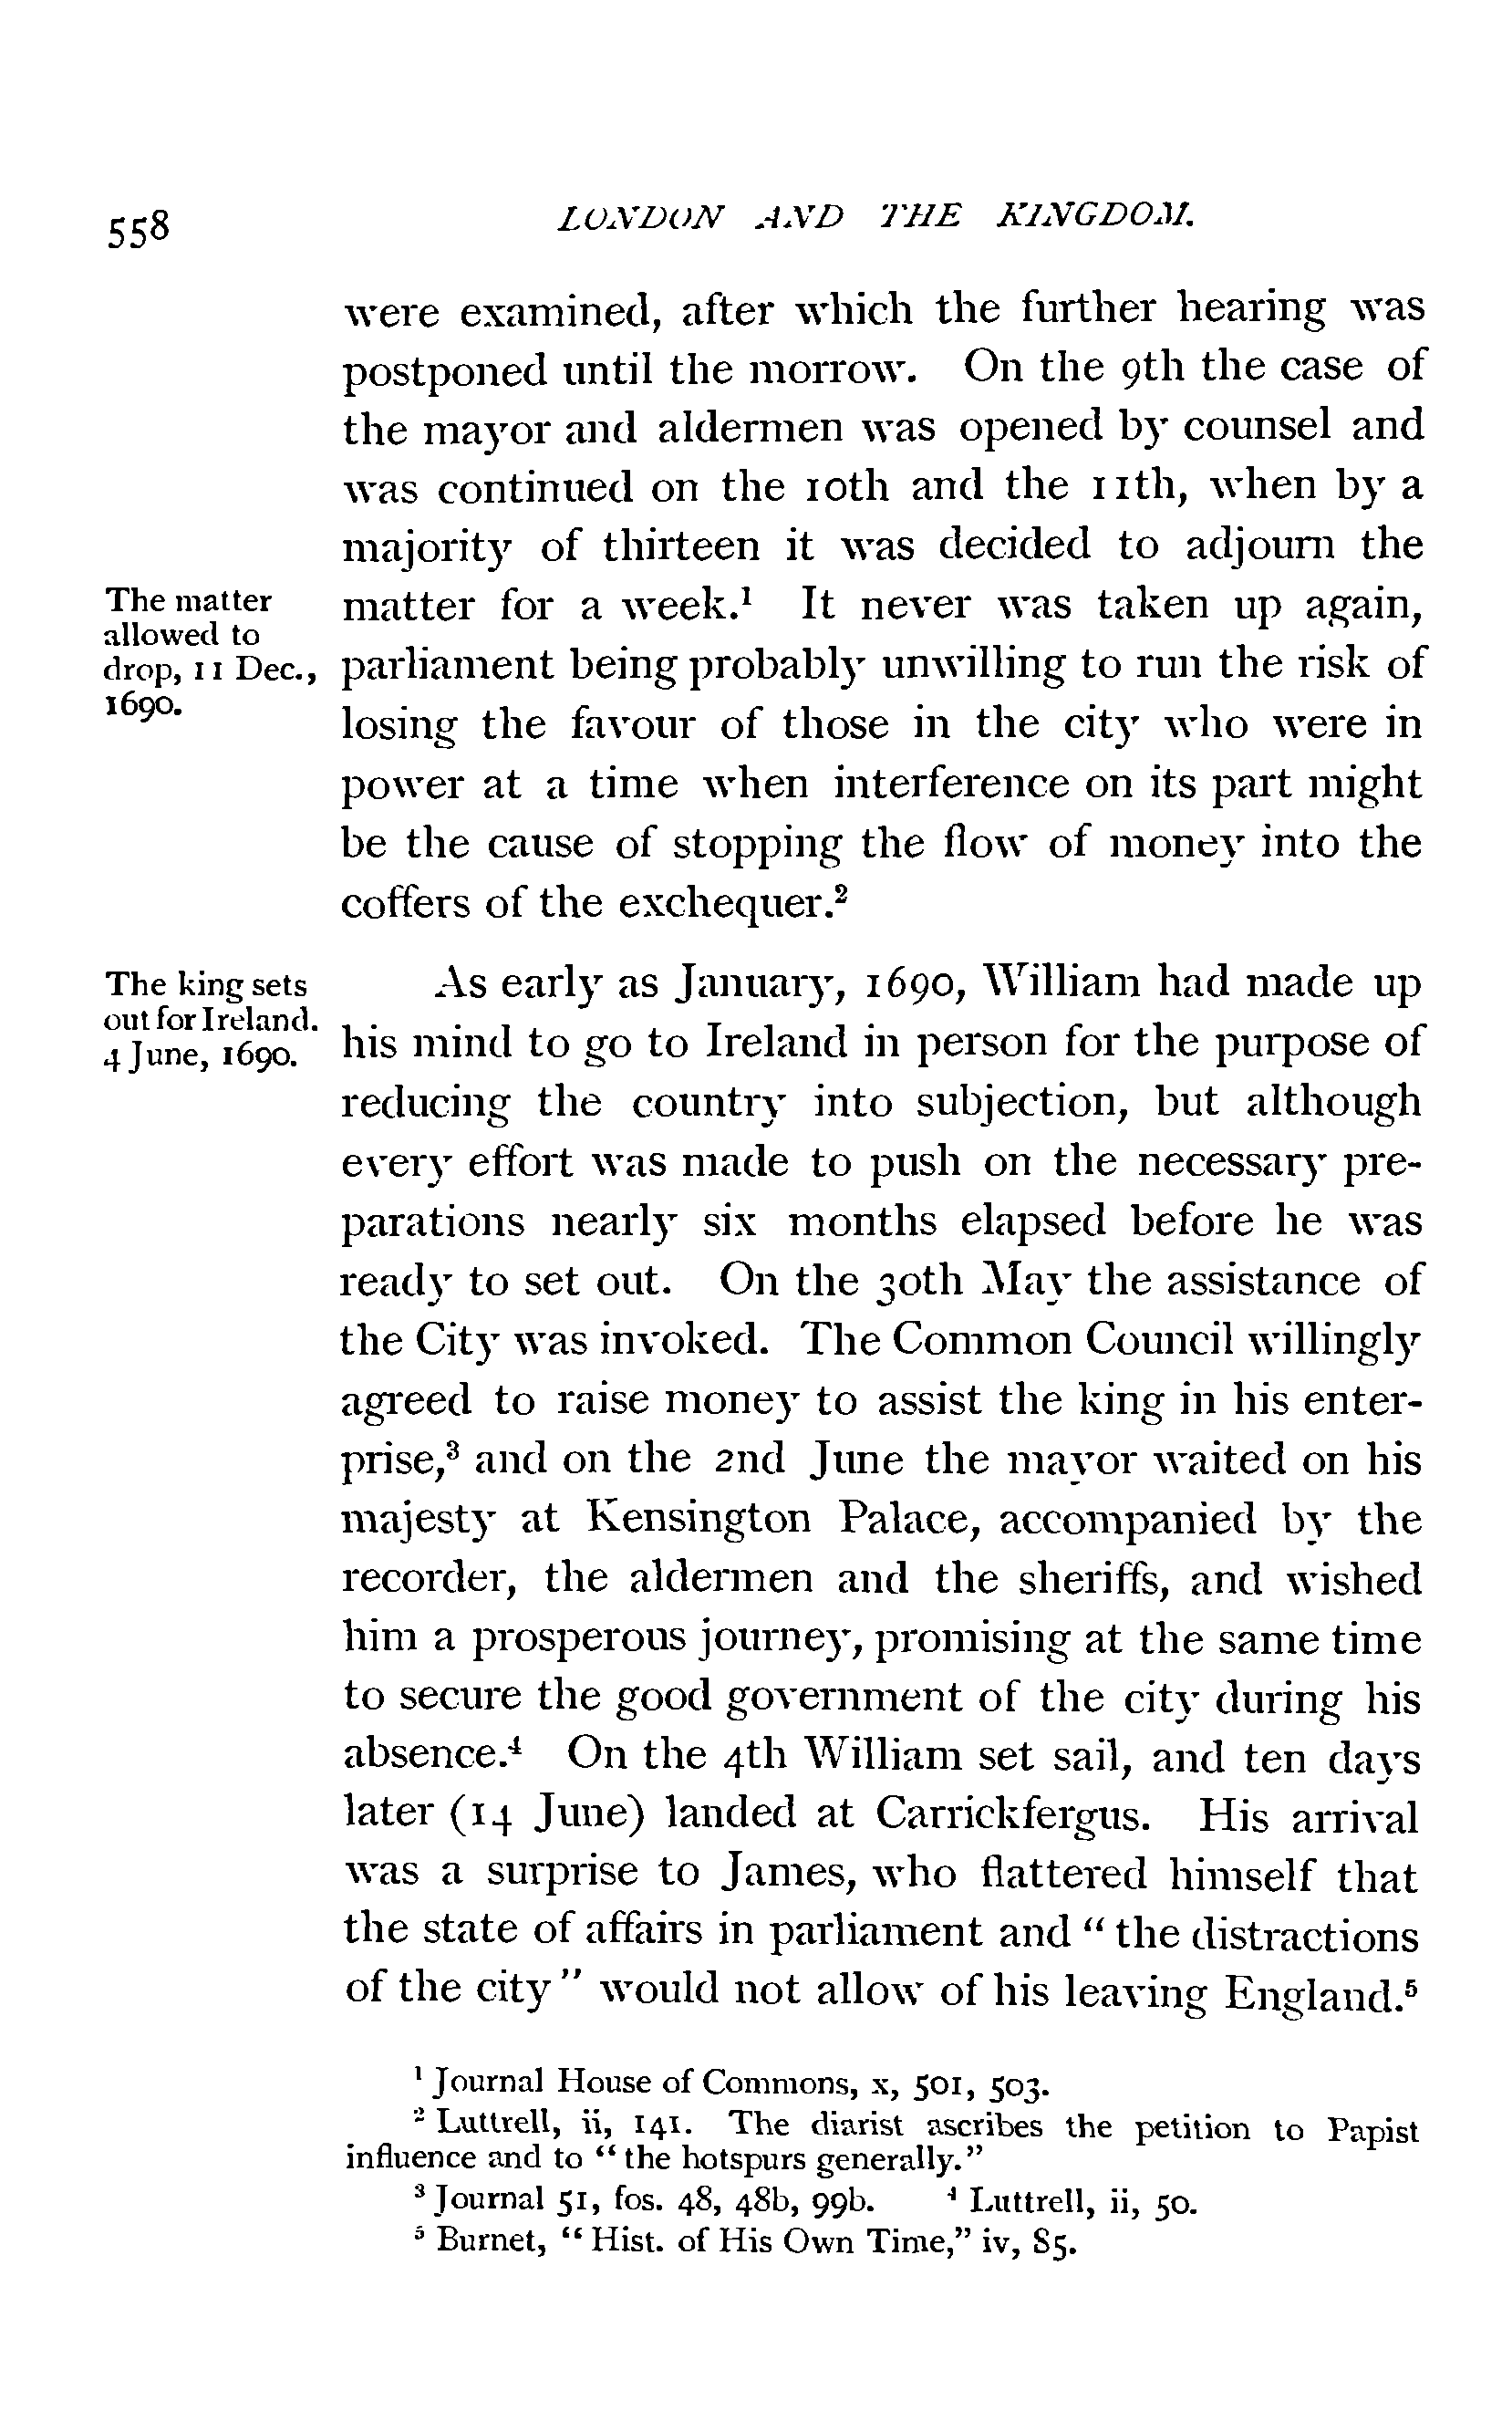 558 LONDON AND THE KINGDOM.
were examined, after which the further hearing was
postponed until the morrow. On the 9th the case of
the mayor and aldermen was opened by counsel and
was continued on the 10th and the 11th, when by a
majority of thirteen it was decided to adjourn the
The matter
allowed to
drop, 11 Dec.,
1690.
matter for a week.¹ It never was taken up again,
parliament being probably unwilling to run the risk of
losing the favour of those in the city who were in
power at a time when interference on its part might
be the cause of stopping the flow of money into the
coffers of the exchequer.²
The king sets
out for Ireland.
4 June, 1690.
As early as January, 1690, William had made up
his mind to go to Ireland in person for the purpose of
reducing the country into subjection, but although
every effort was made to push on the necessary pre-
parations nearly six months elapsed before he was
ready to set out. On the 30th May the assistance of
the City was invoked. The Common Council willingly
agreed to raise money to assist the king in his enter-
prise,³ and on the 2nd June the mayor waited on his
majesty at Kensington Palace, accompanied by the
recorder, the aldermen and the sheriffs, and wished
him a prosperous journey, promising at the same time
to secure the good government of the city during his
absence.⁴ On the 4th William set sail, and ten days
later (14 June) landed at Carrickfergus. His arrival
was a surprise to James, who flattered himself that
the state of affairs in parliament and “the distractions
of the city” would not allow of his leaving England.⁵
¹ Journal House of Commons, x, 501, 503.
² Luttrell, ii, 141. The diarist ascribes the petition to Papist
influence and to “the hotspurs generally.”
³ Journal 51, fos. 48, 48b, 99b. ⁴ Luttrell, ii, 50.
⁵ Burnet, “Hist. of His Own Time,” iv, 85.